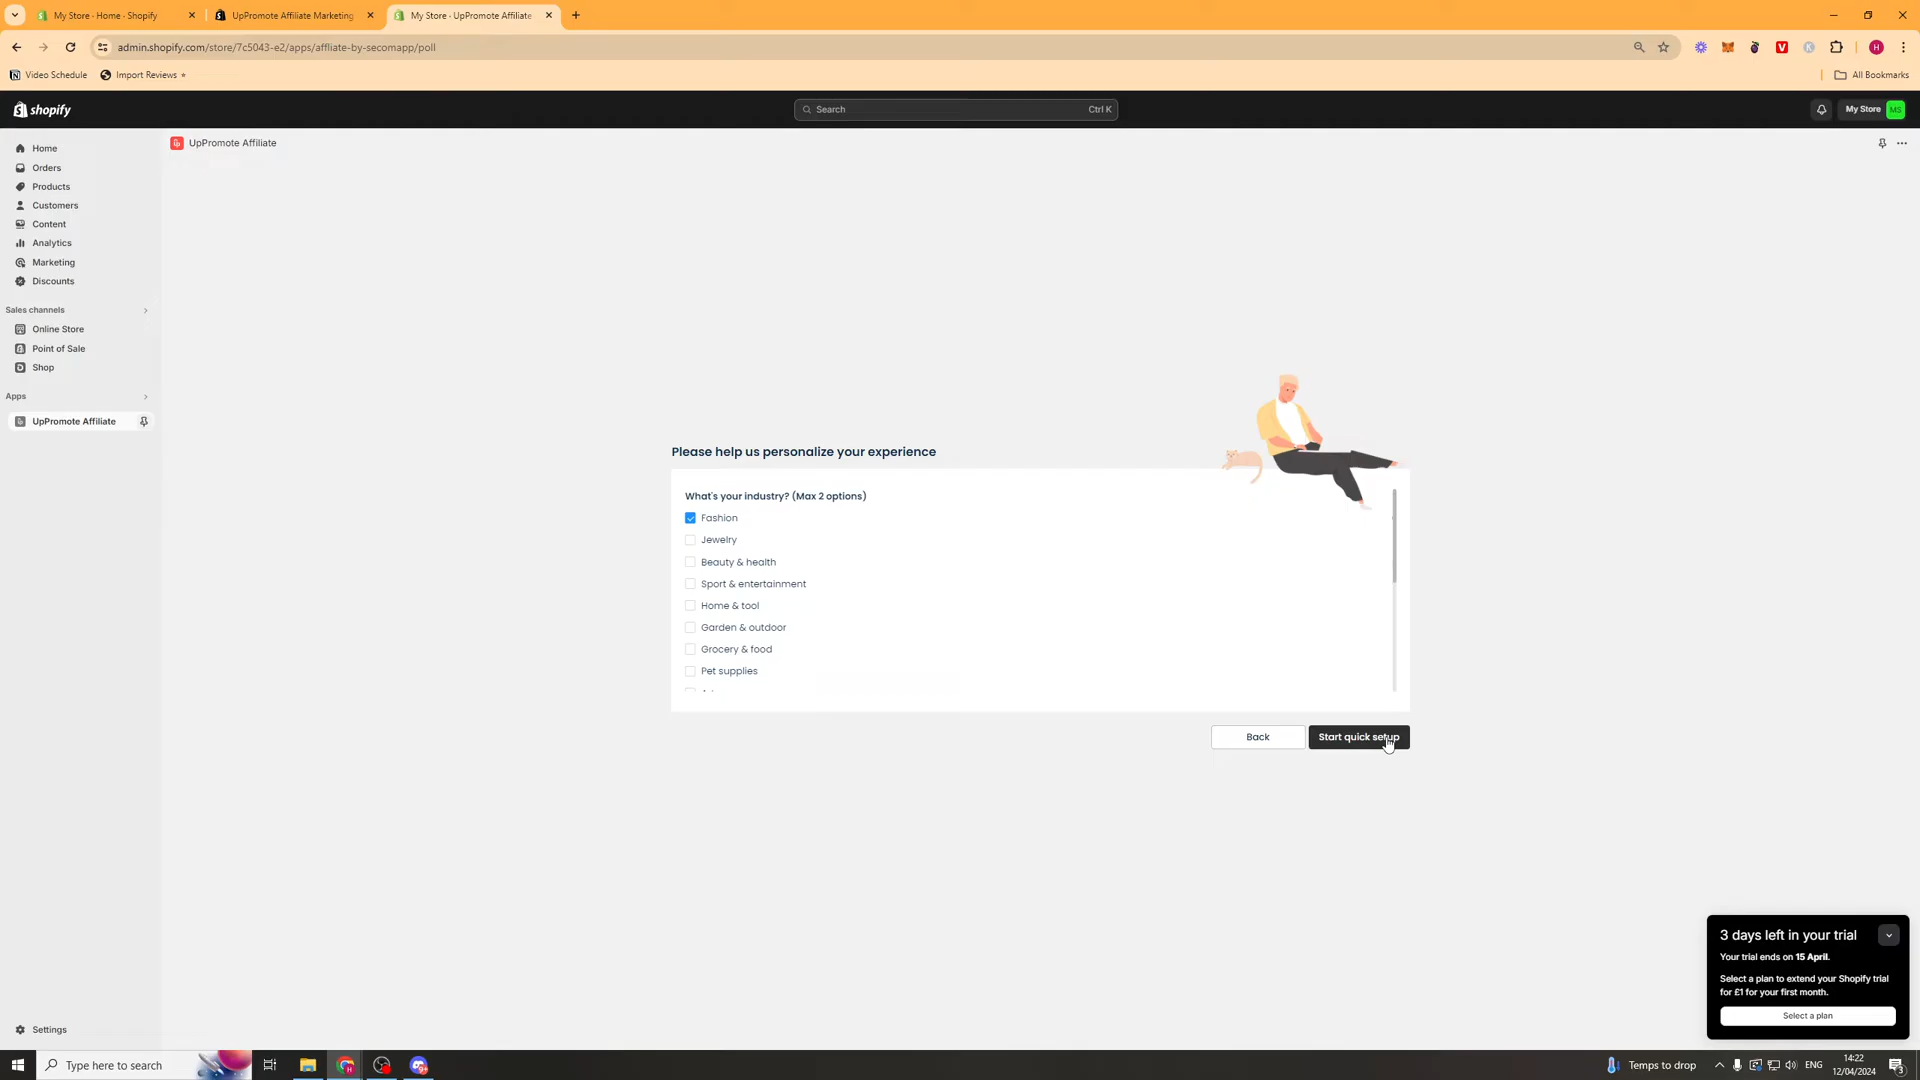 My Store - Home - Shopify
UpPromote Affiliate Marketing
My Store - UpPromote Affiliate
admin.shopify.com/store/7c5043-e2/apps/affliate-by-secomapp/poll
Video Schedule
Import Reviews ⭑
All Bookmarks
shopify
Search
Ctrl K
My Store
MS
UpPromote Affiliate
Home
Orders
Products
Customers
Content
Analytics
Marketing
Discounts
Sales channels
Online Store
Point of Sale
Shop
Apps
UpPromote Affiliate
Please help us personalize your experience
What's your industry? (Max 2 options)
Fashion
Jewelry
Beauty & health
Sport & entertainment
Home & tool
Garden & outdoor
Grocery & food
Pet supplies
Back
Start quick setup
3 days left in your trial
Your trial ends on 15 April.
Select a plan to extend your Shopify trial
for £1 for your first month.
Select a plan
Settings
Type here to search
Temps to drop
ENG
14:22
12/04/2024